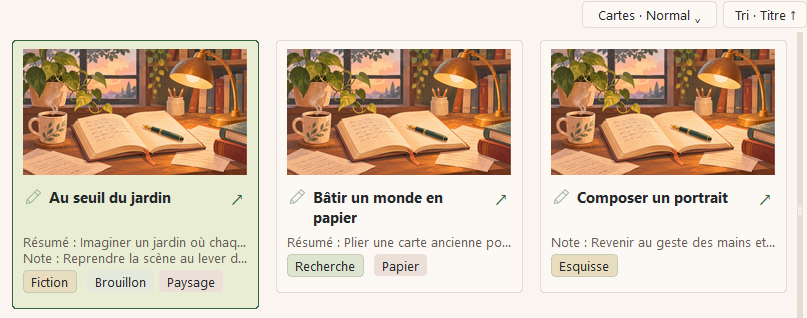 Cartes · Normal
Tri · Titre ↑
Au seuil du jardin
Résumé : Imaginer un jardin où chaq...
Note : Reprendre la scène au lever d...
Fiction Brouillon Paysage
Bâtir un monde en
papier
Résumé : Plier une carte ancienne po...
Recherche Papier
Composer un portrait
Note : Revenir au geste des mains et...
Esquisse